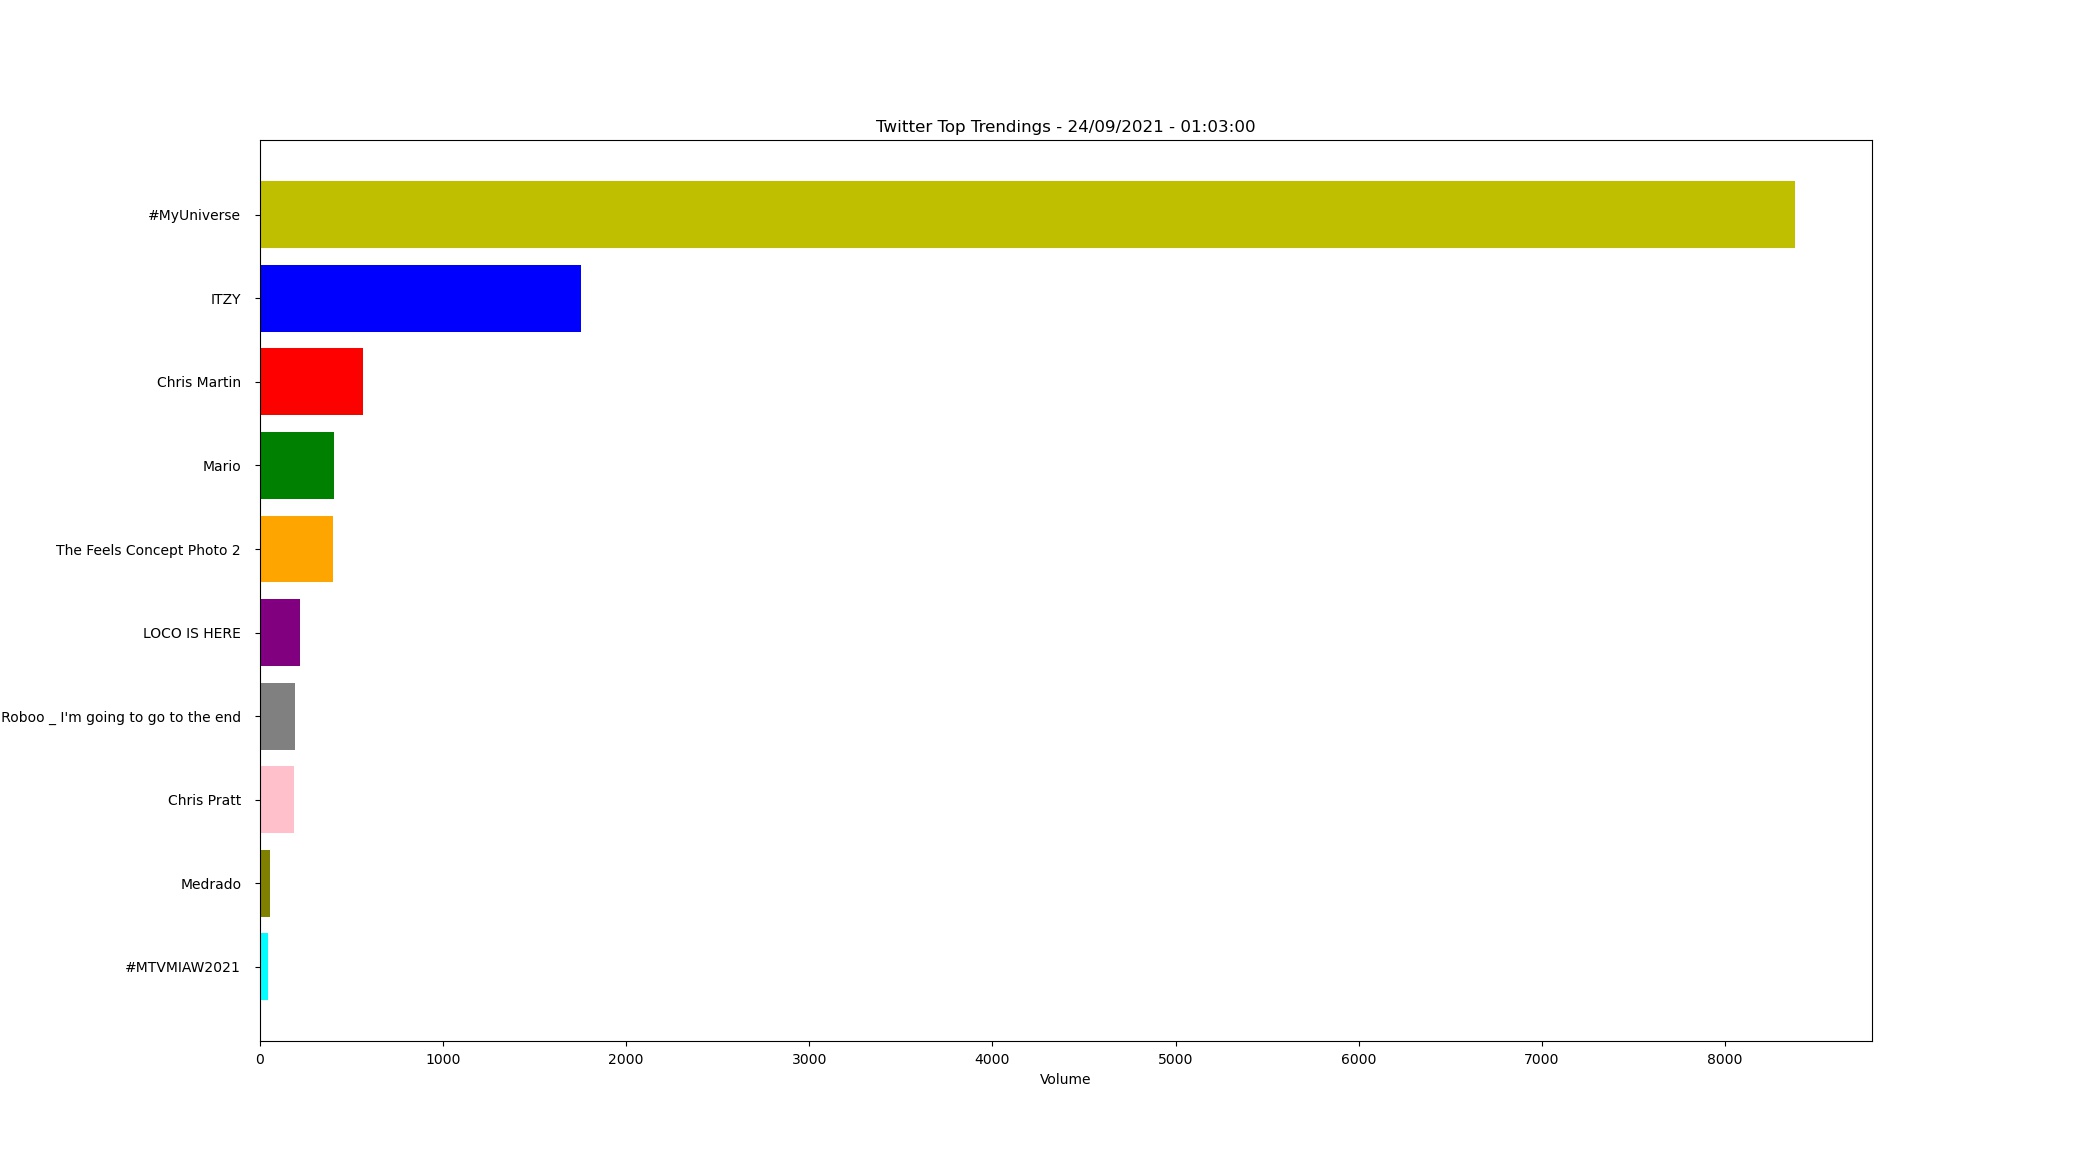 Twitter Top Trendings - 24/09/2021 - 01:03:00
#MyUniverse
ITZY
Chris Martin
Mario
The Feels Concept Photo 2
LOCO IS HERE
Roboo _ I'm going to go to the end
Chris Pratt
Medrado
#MTVMIAW2021
0 1000 2000 3000 4000 5000 6000 7000 8000
Volume